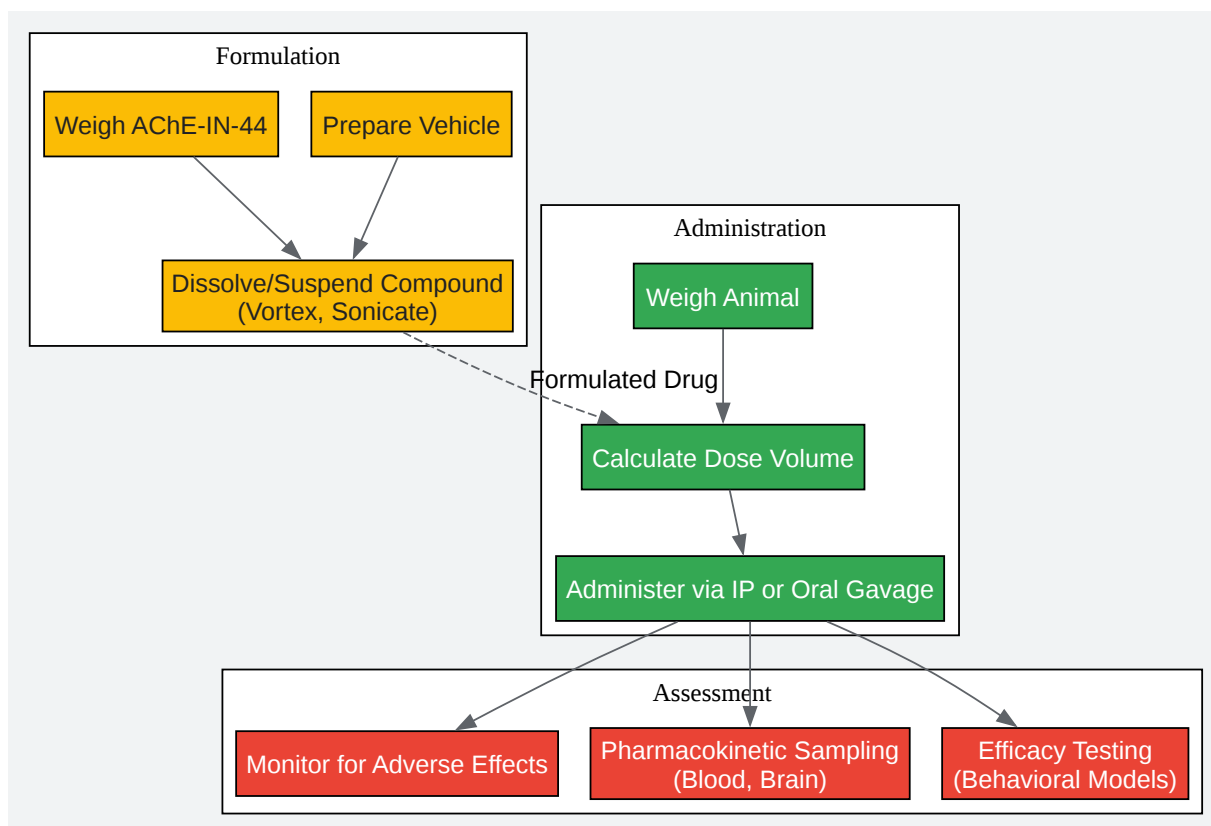 Formulation
Weigh AChE-IN-44
Prepare Vehicle
Dissolve/Suspend Compound
(Vortex, Sonicate)
Administration
Weigh Animal
Formulated Drug
Calculate Dose Volume
Administer via IP or Oral Gavage
Assessment
Monitor for Adverse Effects
Pharmacokinetic Sampling
(Blood, Brain)
Efficacy Testing
(Behavioral Models)